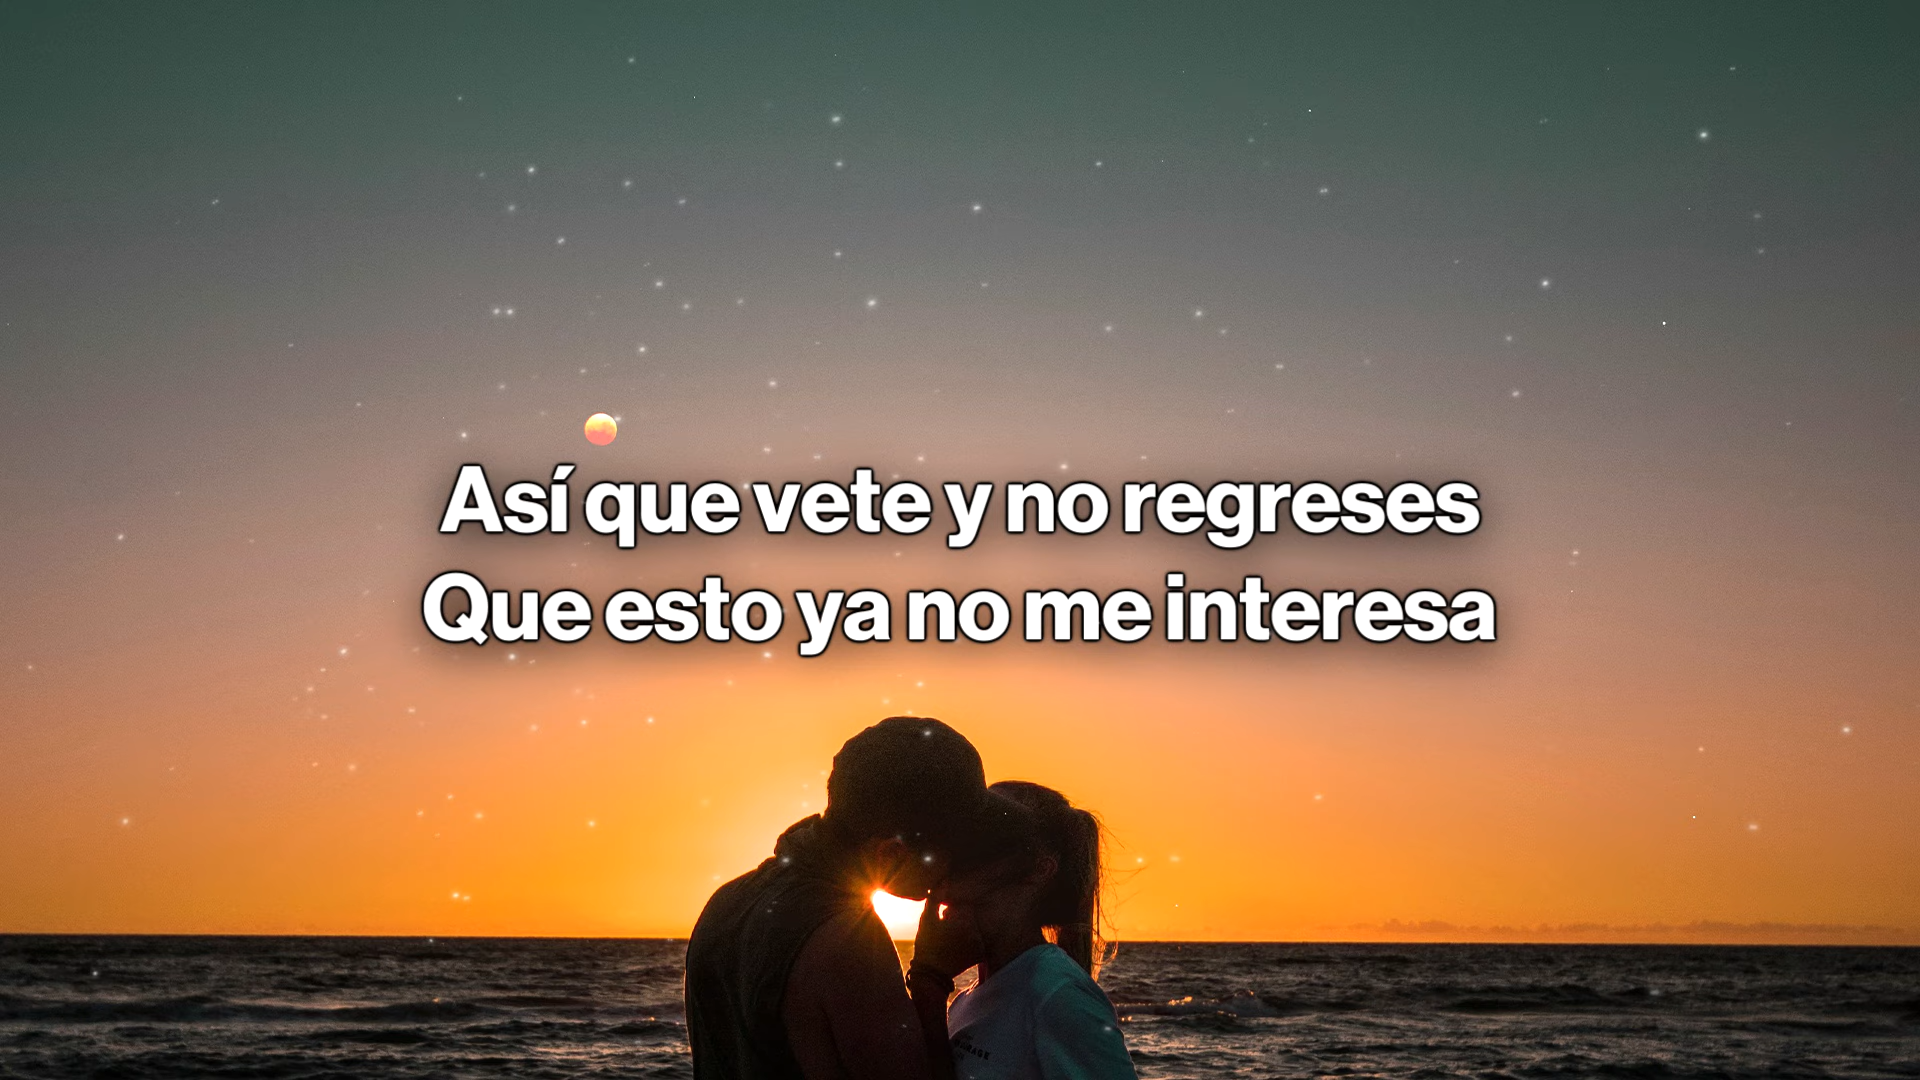 Así que vete y no regreses
Que esto ya no me interesa